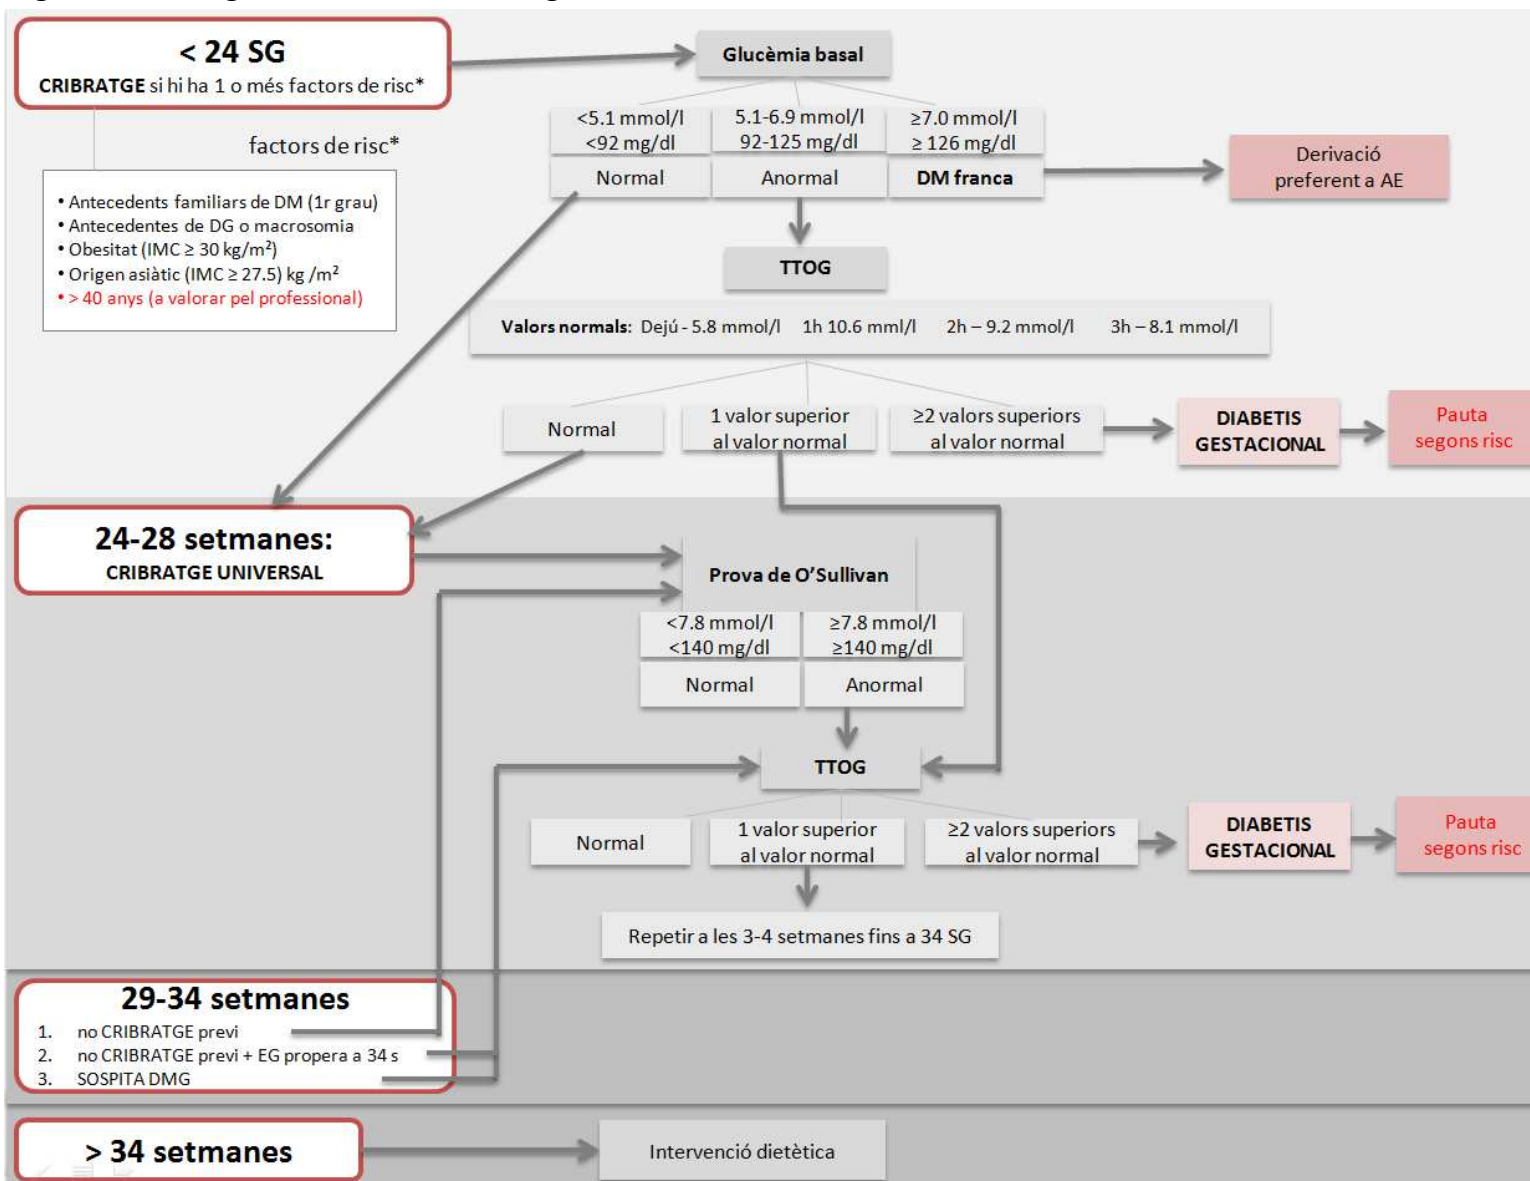 < 24 SG
CRIBRATGE si hi ha 1 o més factors de risc*
Glucèmia basal
factors de risc*
• Antecedents familiars de DM (1r grau)
• Antecedentes de DG o macrosomia
• Obesitat (IMC ≥ 30 kg/m²)
• Origen asiàtic (IMC ≥ 27.5) kg /m²
• > 40 anys (a valorar pel professional)
<5.1 mmol/l
<92 mg/dl
5.1-6.9 mmol/l
92-125 mg/dl
≥7.0 mmol/l
≥ 126 mg/dl
Normal
Anormal
DM franca
Derivació
preferent a AE
TTOG
Valors normals: Dejú - 5.8 mmol/l 1h 10.6 mml/l 2h – 9.2 mmol/l 3h – 8.1 mmol/l
Normal
1 valor superior
al valor normal
≥2 valors superiors
al valor normal
DIABETIS
GESTACIONAL
Pauta
segons risc
24-28 setmanes:
CRIBRATGE UNIVERSAL
Prova de O’Sullivan
<7.8 mmol/l
<140 mg/dl
≥7.8 mmol/l
≥140 mg/dl
Normal
Anormal
TTOG
Normal
1 valor superior
al valor normal
≥2 valors superiors
al valor normal
DIABETIS
GESTACIONAL
Pauta
segons risc
Repetir a les 3-4 setmanes fins a 34 SG
29-34 setmanes
1. no CRIBRATGE previ
2. no CRIBRATGE previ + EG propera a 34 s
3. SOSPITA DMG
> 34 setmanes
Intervenció dietètica